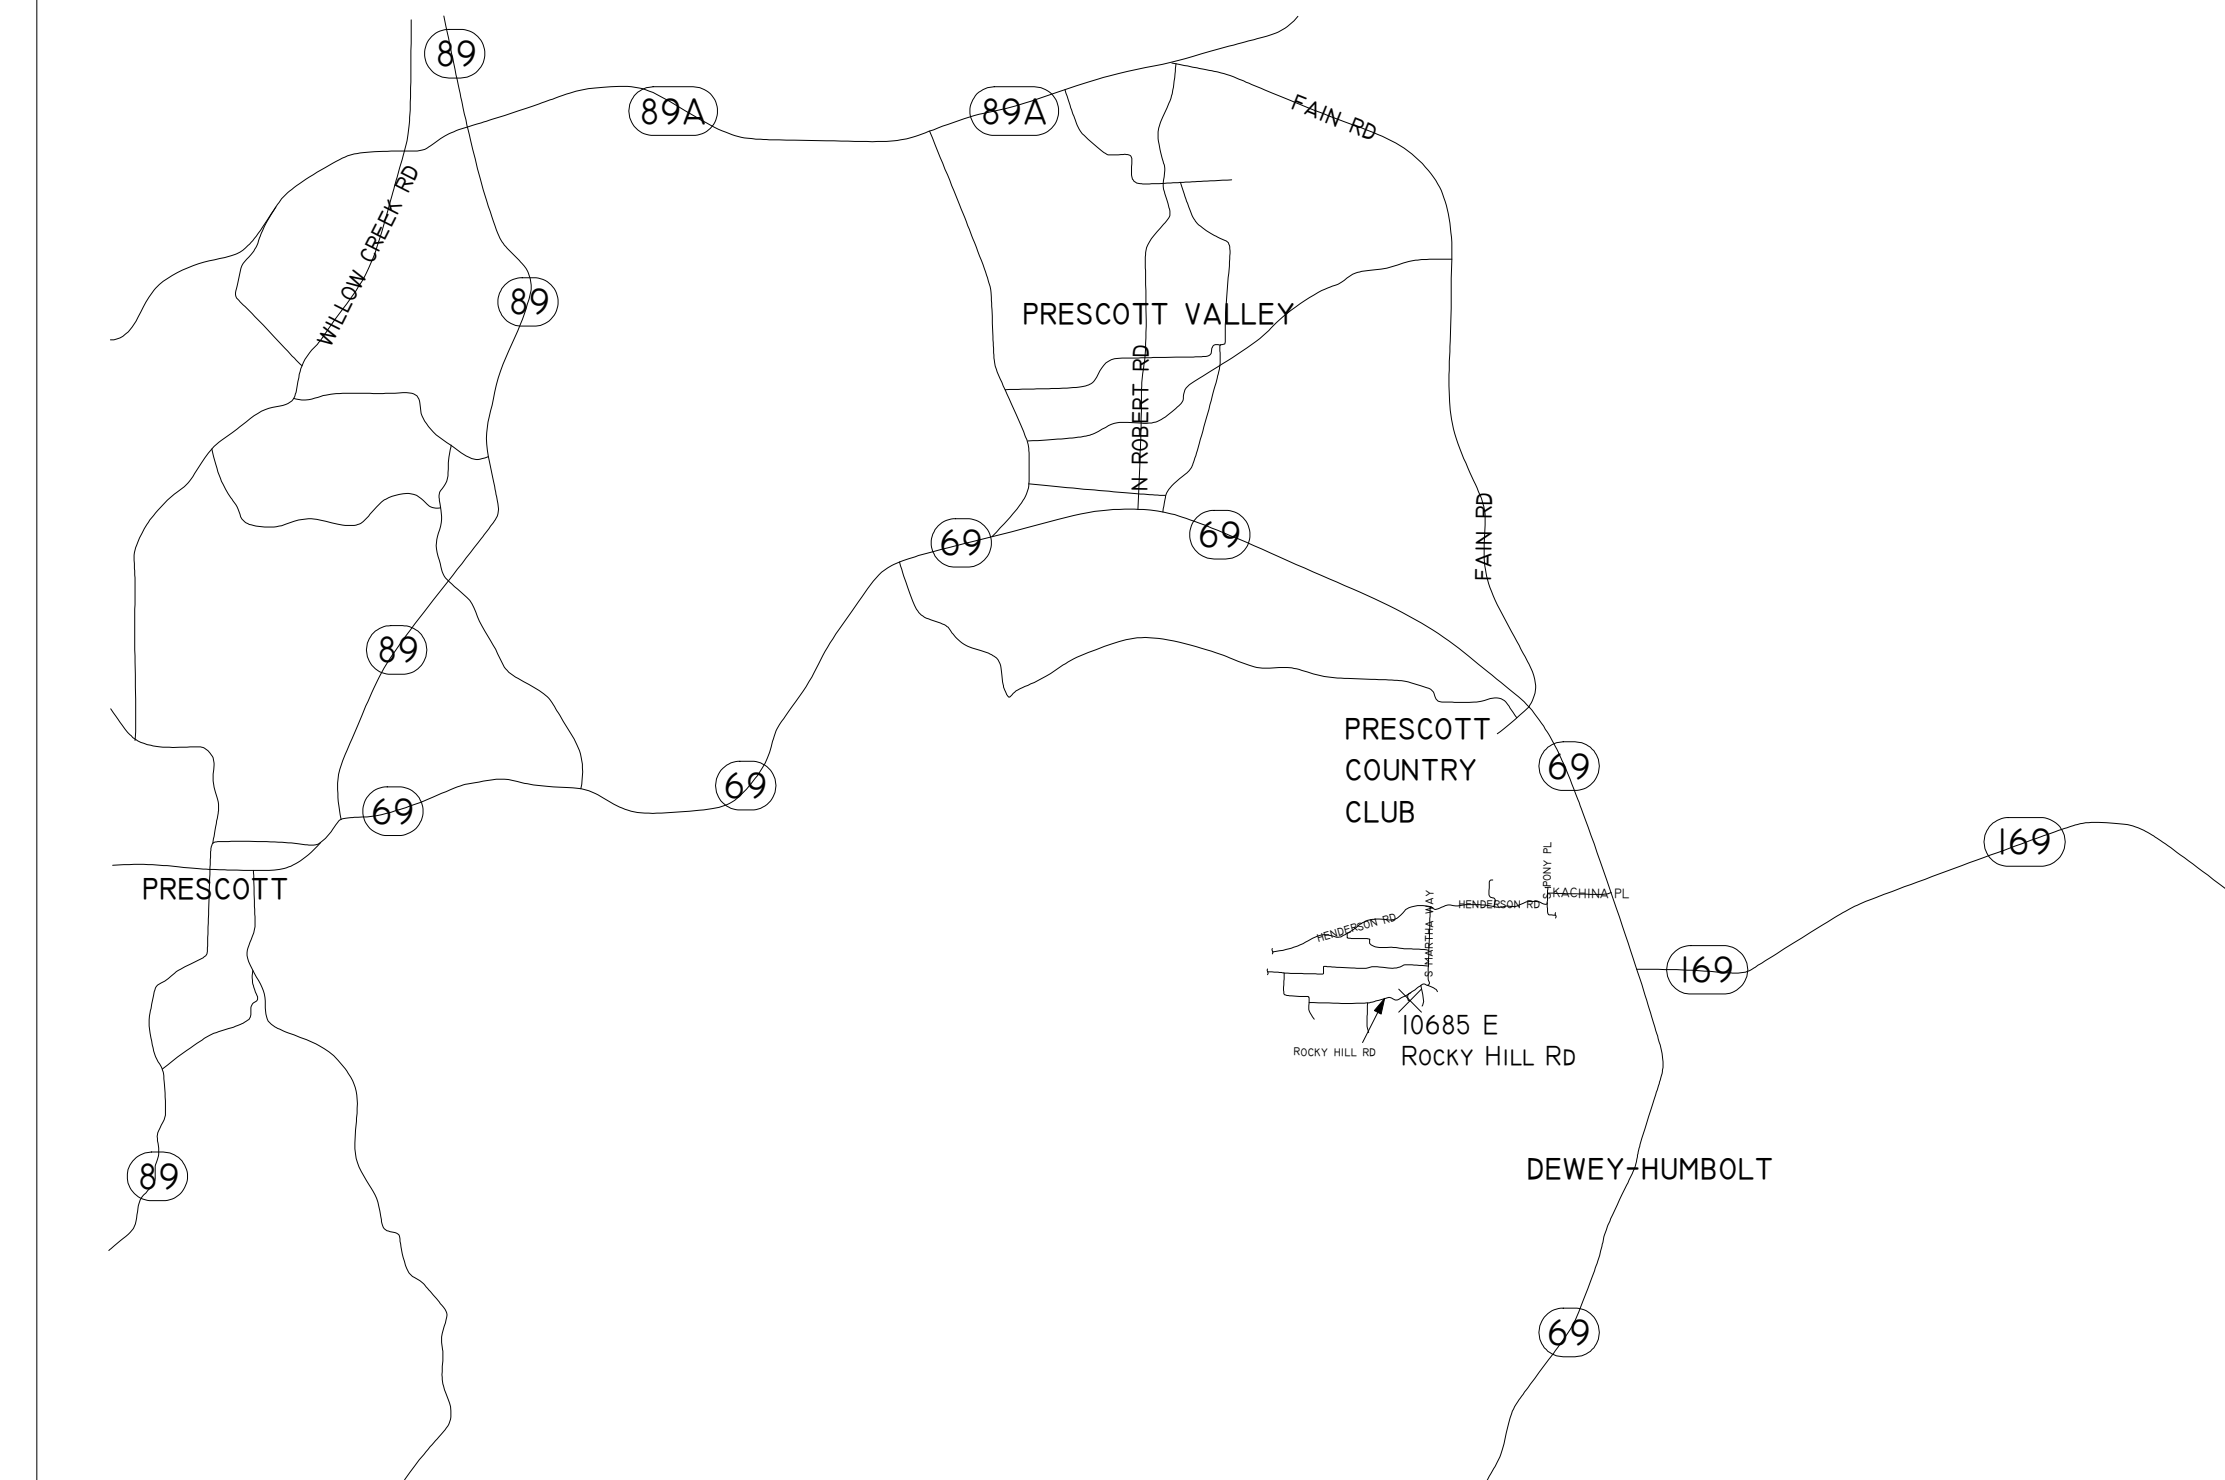 89
89A
89A
FAIN RD
WILLOW CREEK RD
89
PRESCOTT VALLEY
N ROBERT RD
69
69
FAIN RD
89
PRESCOTT
COUNTRY
CLUB
69
69
69
169
PRESCOTT
S PONY PL
KACHINA PL
HENDERSON RD
HENDERSON RD
S MARTHA WAY
169
10685 E
ROCKY HILL RD
ROCKY HILL RD
89
DEWEY-HUMBOLT
69